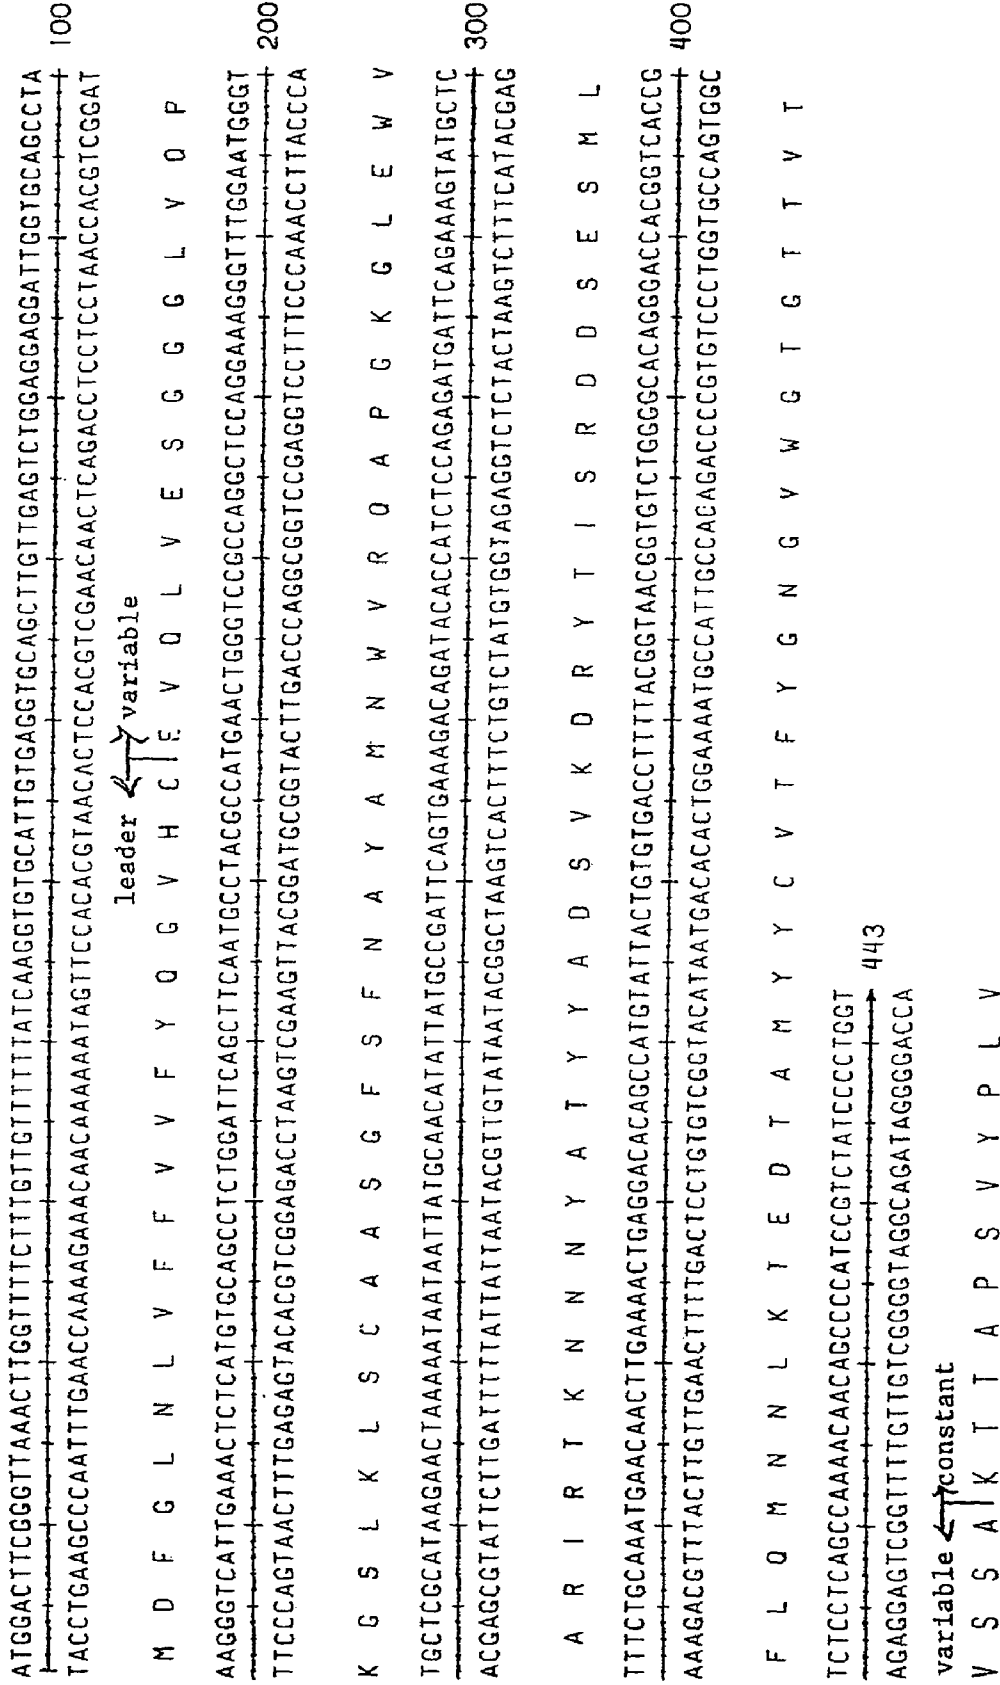 ATGGACTTCGGGTTAAACTTGGTTTTCTTTGTTGTTTTTTATCAAGGTGTGCATTGTGAGGTGCAGCTTGTTGAGTCTGGAGGAGGATTGGTGCAGCCTA
100
TACCTGAAGCCCAATTTGAACCAAAAGAAACAACAAAAAATAGTTCCACACGTAACACTCCACGTCGAACAACTCAGACCTCCTCCTAACCACGTCGGAT
leader variable
M D F G L N L V F F V V F Y Q G V H C E V Q L V E S G G G L V Q P
AAGGGTCATTGAAACTCTCATGTGCAGCCTCTGGATTCAGCTTCAATGCCTACGCCATGAACTGGGTCCGCCAGGCTCCAGGAAAGGGTTTGGAATGGGT
200
TTCCCAGTAACTTTGAGAGTACACGTCGGAGACCTAAGTCGAAGTTACGGATGCGGTACTTGACCCAGGCGGTCCGAGGTCCTTTCCCAAACCTTACCCA
K G S L K L S C A A S G F S F N A Y A M N W V R Q A P G K G L E W V
TGCTCGCATAAGAACTAAAAATAATAATTATGCAACATATTATGCCGATTCAGTGAAAGACAGATACACCATCTCCAGAGATGATTCAGAAAGTATGCTC
300
ACGAGCGTATTCTTGATTTTTATTATTAATACGTTGTATAATACGGCTAAGTCACTTTCTGTCTATGTGGTAGAGGTCTCTACTAAGTCTTTCATACGAG
A R I R T K N N N Y A T Y Y A D S V K D R Y T I S R D D S E S M L
TTTCTGCAAATGAACAACTTGAAAACTGAGGACACAGCCATGTATTACTGTGTGACCTTTTACGGTAACGGTGTCTGGGGCACAGGGACCACGGTCACCG
400
AAAGACGTTTACTTGTTGAACTTTTGACTCCTGTGTCGGTACATAATGACACACTGGAAAATGCCATTGCCACAGACCCCGTGTCCCTGGTGCCAGTGGC
F L Q M N N L K T E D T A M Y Y C V T F Y G N G V W G T G T T V T
TCTCCTCAGCCAAAACAACAGCCCCATCCGTCTATCCCCTGGT
443
AGAGGAGTCGGTTTTGTTGTCGGGGTAGGCAGATAGGGGACCA
variable constant
V S S A K T T A P S V Y P L V